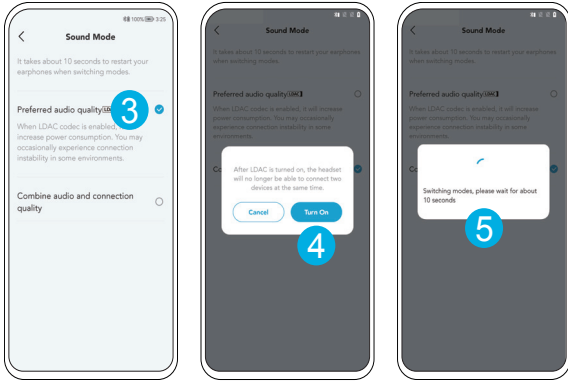 100% 3:25
Sound Mode
It takes about 10 seconds to restart your
earphones when switching modes.
Preferred audio quality
3
When LDAC codec is enabled,
increase power consumption. You may
occasionally experience connection
instability in some environments.
Combine audio and connection
quality
Sound Mode
It takes about 10 seconds to restart your earphones
when switching modes.
Preferred audio quality LDAC
When LDAC codec is enabled, it will increase
power consumption. You may occasionally
experience connection instability in some
environments.
Co
After LDAC is turned on, the headset
will no longer be able to connect two
devices at the same time.
Cancel
Turn On
4
Sound Mode
It takes about 10 seconds to restart your earphones
when switching modes.
Preferred audio quality LDAC
When LDAC codec is enabled, it will increase
power consumption. You may occasionally
experience connection instability in some
environments.
Co
Switching modes, please wait for about
10 seconds
5